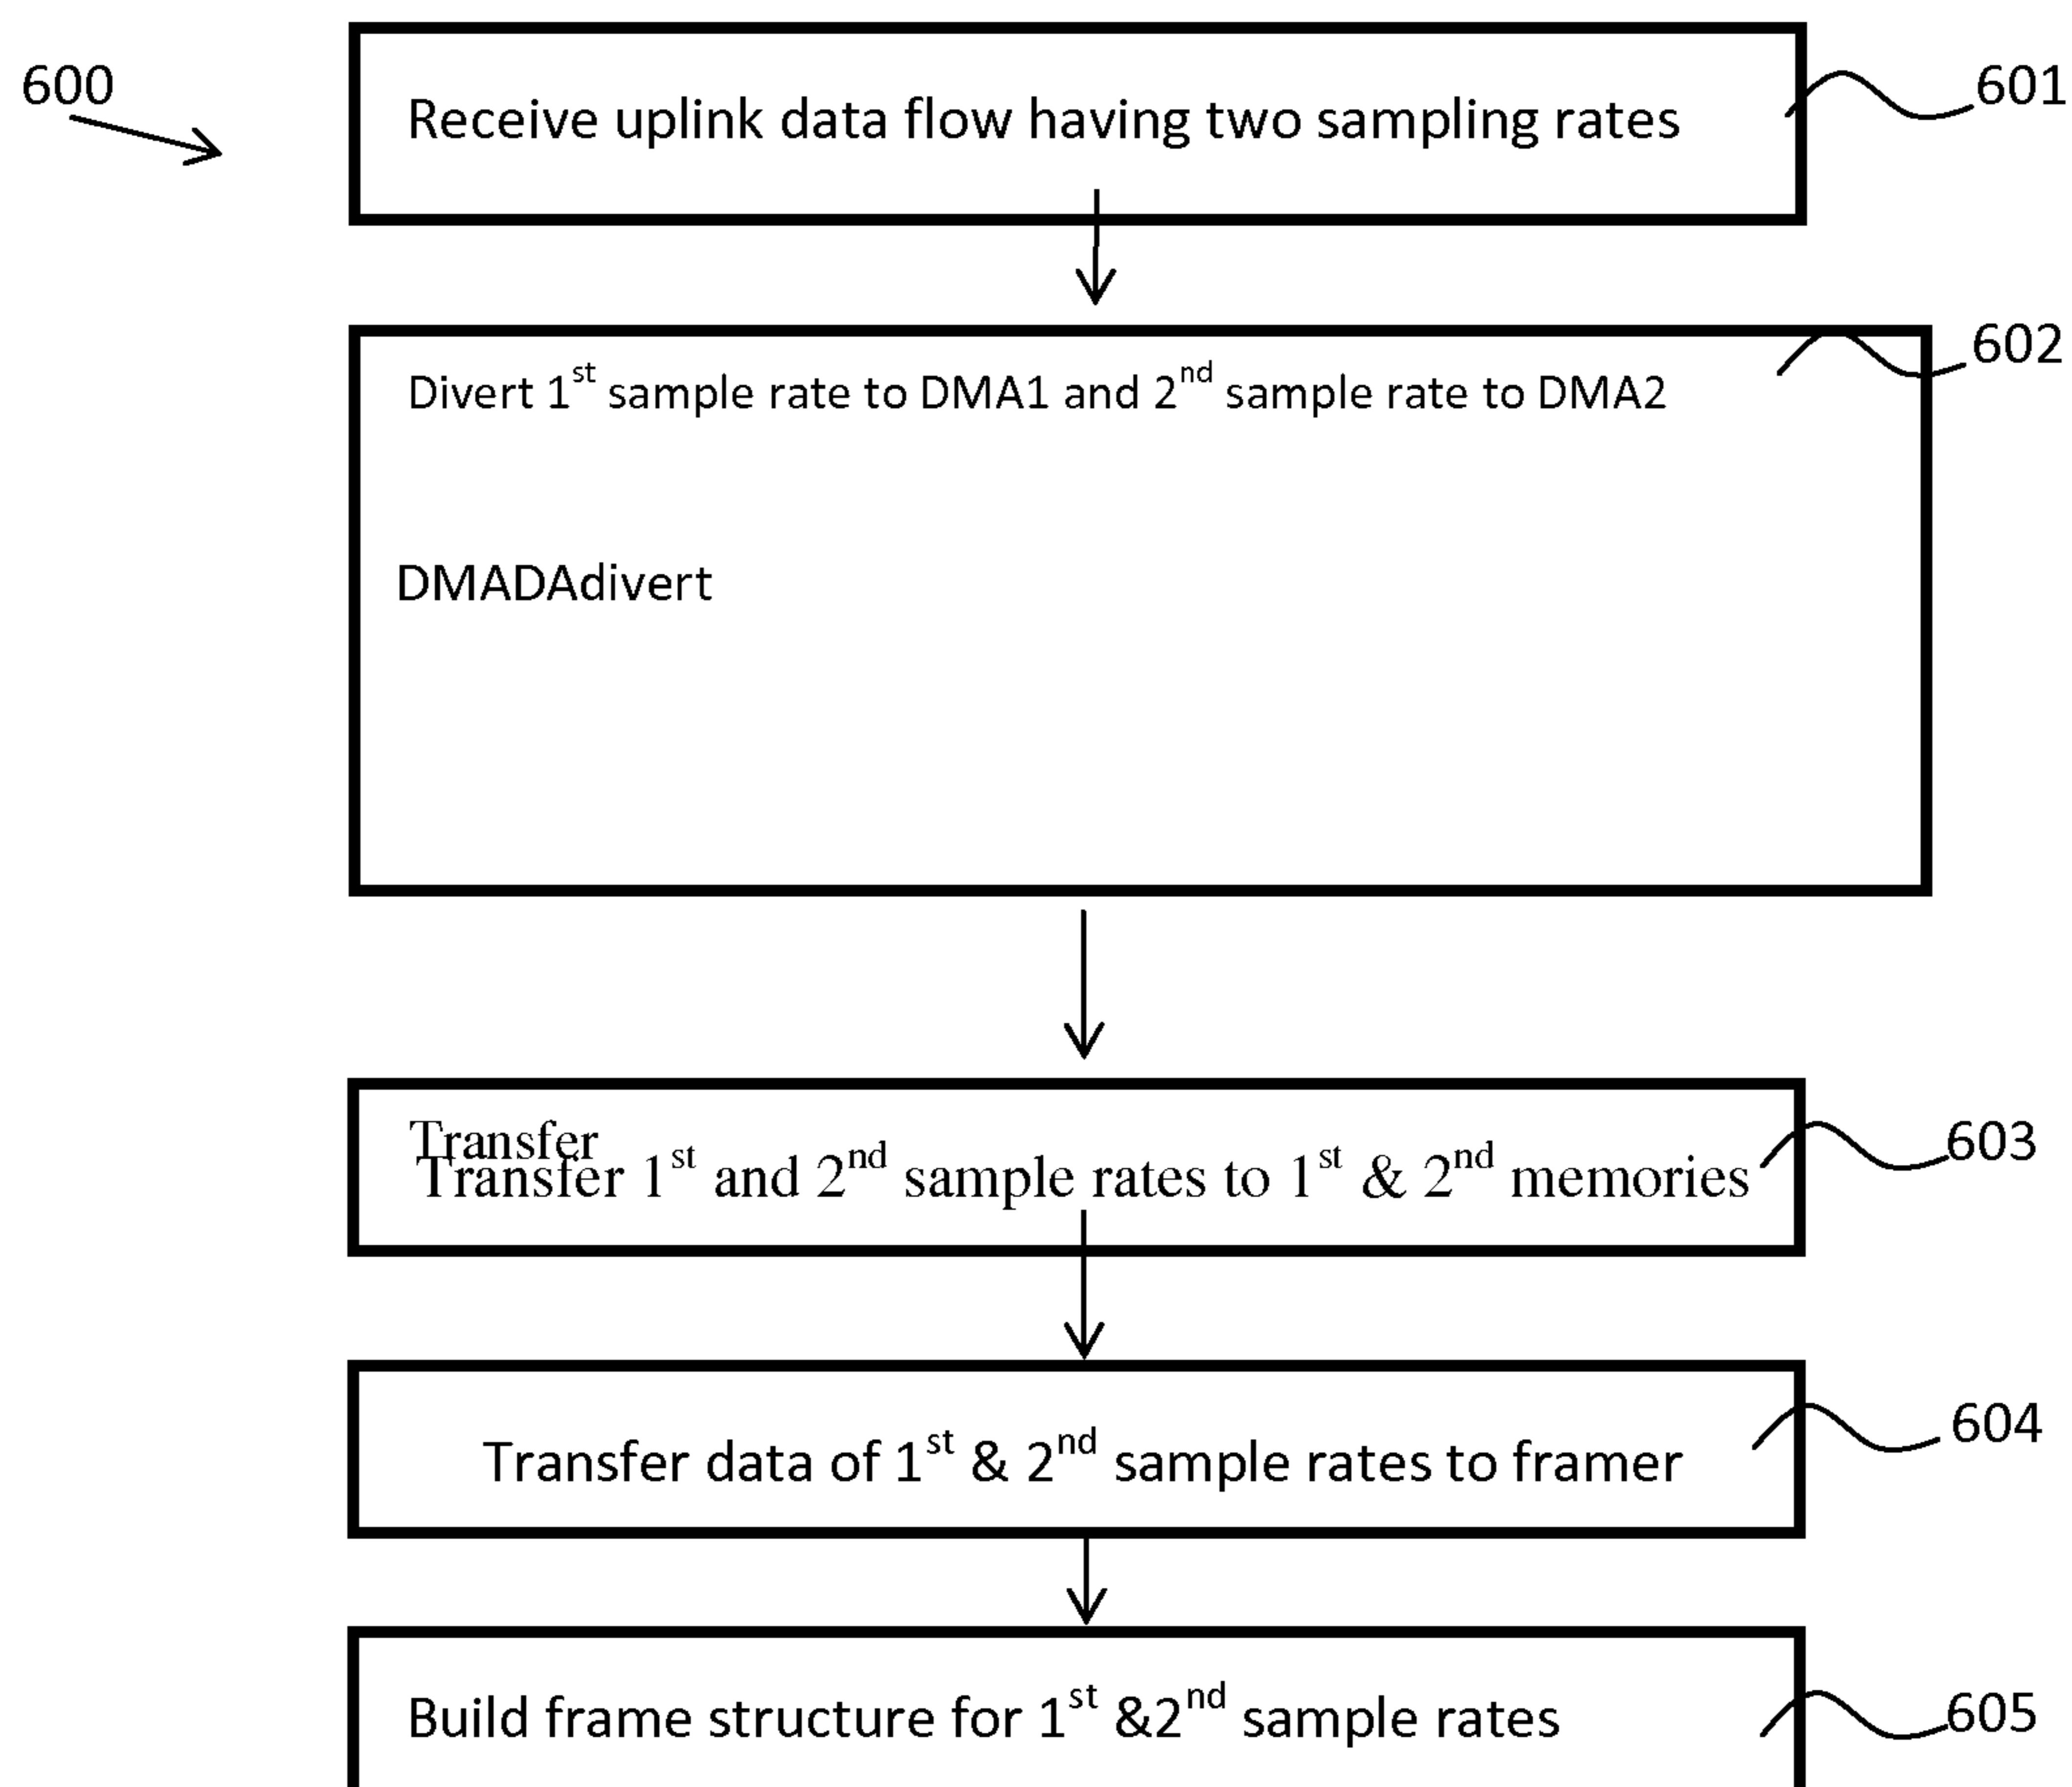 600
Receive uplink data flow having two sampling rates
601
Divert 1st sample rate to DMA1 and 2nd sample rate to DMA2
602
DMADAdivert
Transfer
Transfer 1st and 2nd sample rates to 1st & 2nd memories
603
Transfer data of 1st & 2nd sample rates to framer
604
Build frame structure for 1st &2nd sample rates
605